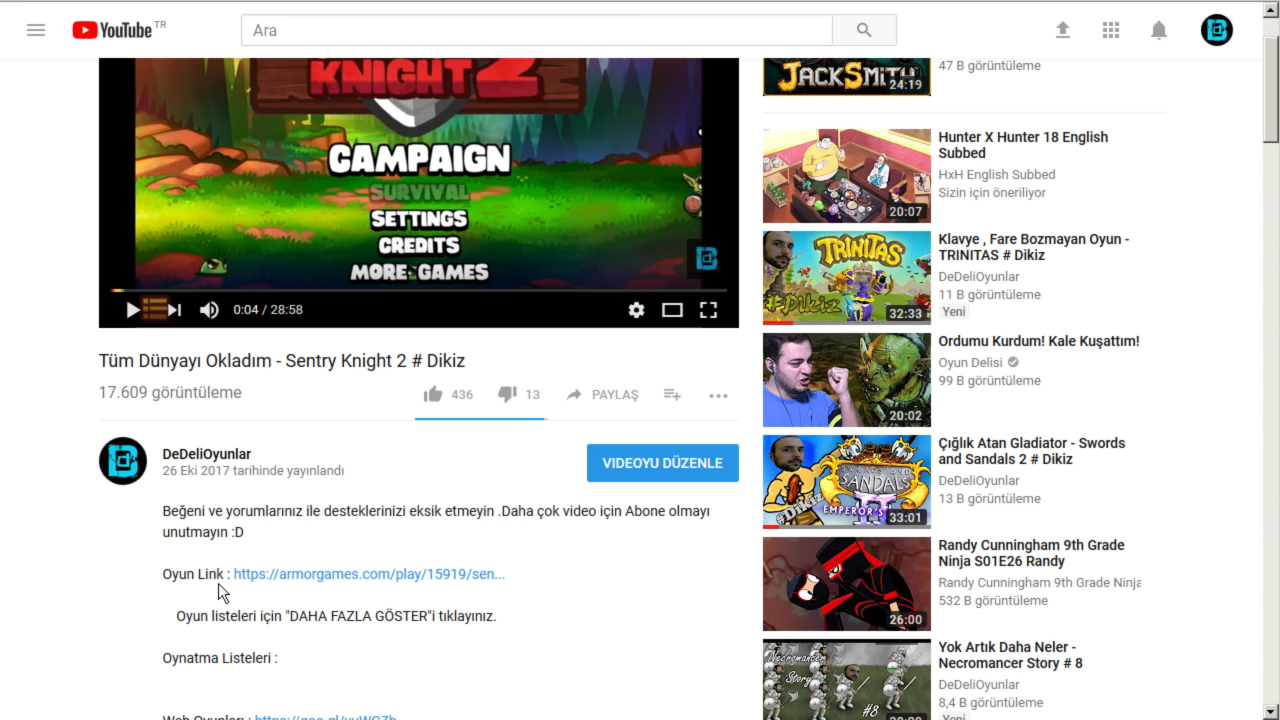 YouTube TR
Ara
KNIGHT 2
CAMPAIGN
SURVIVAL
SETTINGS
CREDITS
MORE GAMES
0:04 / 28:58
Tüm Dünyayı Okladım - Sentry Knight 2 # Dikiz
17.609 görüntüleme
436
13
PAYLAŞ
DeDeliOyunlar
26 Eki 2017 tarihinde yayınlandı
VIDEOYU DÜZENLE
Beğeni ve yorumlarınız ile desteklerinizi eksik etmeyin .Daha çok video için Abone olmayı
unutmayın :D
Oyun Link : https://armorgames.com/play/15919/sen...
Oyun listeleri için "DAHA FAZLA GÖSTER"i tıklayınız.
Oynatma Listeleri :
JACKSMITH
24:19
47 B görüntüleme
20:07
Hunter X Hunter 18 English
Subbed
HxH English Subbed
Sizin için öneriliyor
TRINITAS
#Dikiz
32:33
Klavye , Fare Bozmayan Oyun -
TRINITAS # Dikiz
DeDeliOyunlar
11 B görüntüleme
Yeni
20:02
Ordumu Kurdum! Kale Kuşattım!
Oyun Delisi
99 B görüntüleme
SWORDS AND
SANDALS
EMPEROR'S
#Dikiz
33:01
Çığlık Atan Gladiator - Swords
and Sandals 2 # Dikiz
DeDeliOyunlar
13 B görüntüleme
26:00
Randy Cunningham 9th Grade
Ninja S01E26 Randy
Randy Cunningham 9th Grade Ninja
532 B görüntüleme
Necromancer
Story
#8
Yok Artık Daha Neler -
Necromancer Story # 8
DeDeliOyunlar
8,4 B görüntüleme
Yeni